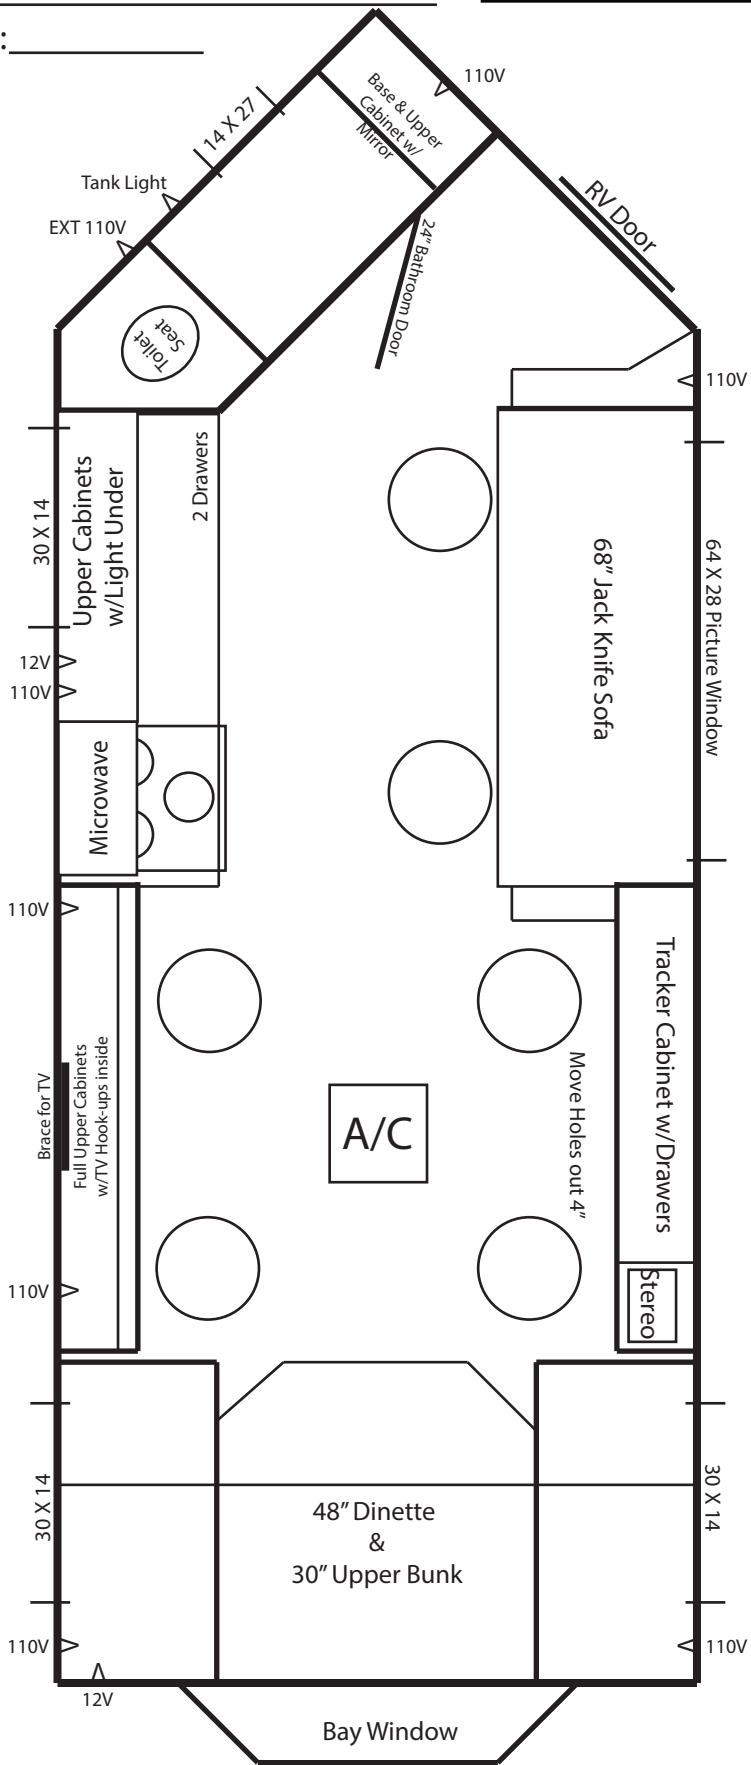 :
110V
Base & Upper
Cabinet w/
Mirror
14 X 27
Tank Light
EXT 110V
RV Door
24" Bathroom Door
Toilet
Seat
110V
2 Drawers
Upper Cabinets
w/Light Under
30 X 14
68" Jack Knife Sofa
64 X 28 Picture Window
12V
110V
Microwave
110V
Tracker Cabinet w/Drawers
Brace for TV
Full Upper Cabinets
w/TV Hook-ups inside
Move Holes out 4"
A/C
110V
Stereo
30 X 14
30 X 14
48" Dinette
&
30" Upper Bunk
110V
110V
12V
Bay Window